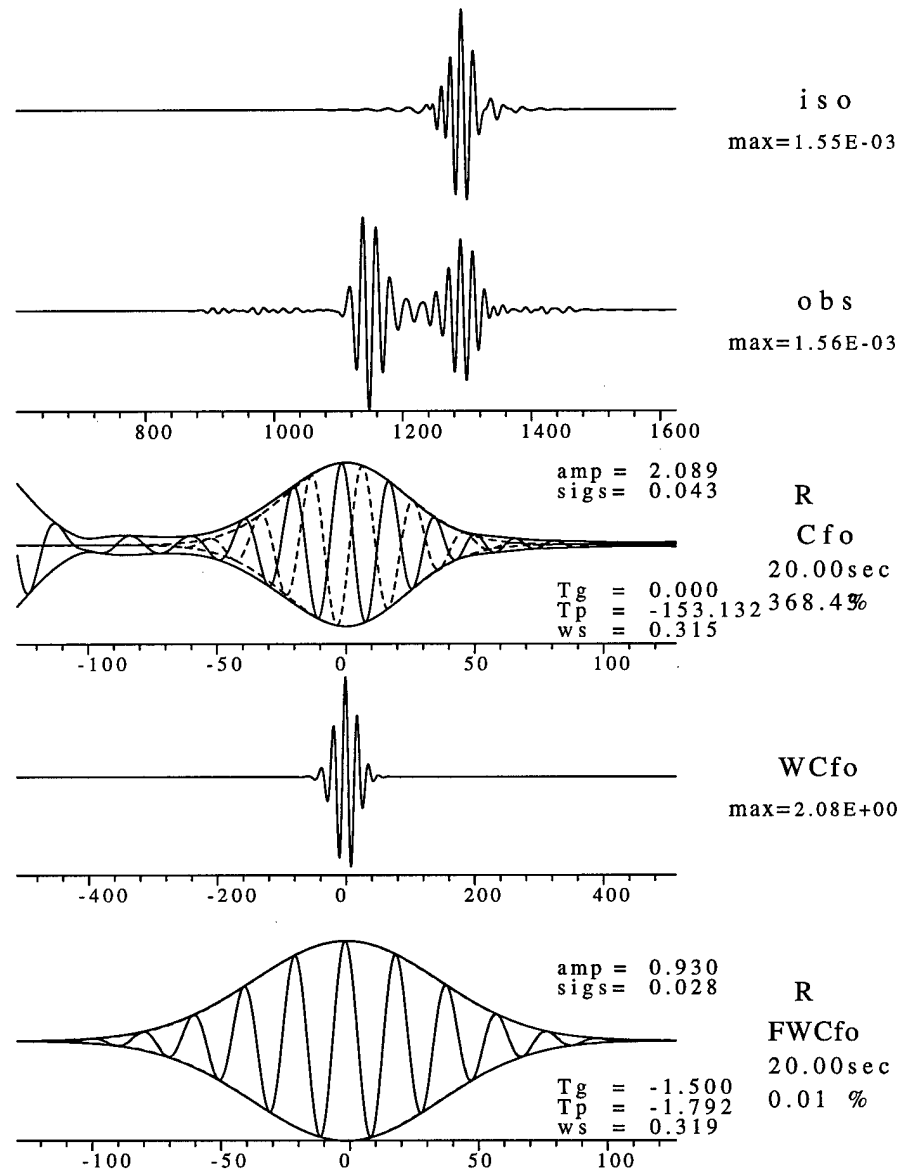 iso
max=1.55E-03
obs
max=1.56E-03
800 1000 1200 1400 1600
amp = 2.089
sigs= 0.043
R
Cfo
20.00sec
Tg = 0.000
Tp = -153.132
ws = 0.315
-100 -50 0 50 100
WCfo
max=2.08E+00
-400 -200 0 200 400
amp = 0.930
sigs= 0.028
R
FWCfo
20.00sec
0.01 %
Tg = -1.500
Tp = -1.792
ws = 0.319
-100 -50 0 50 100